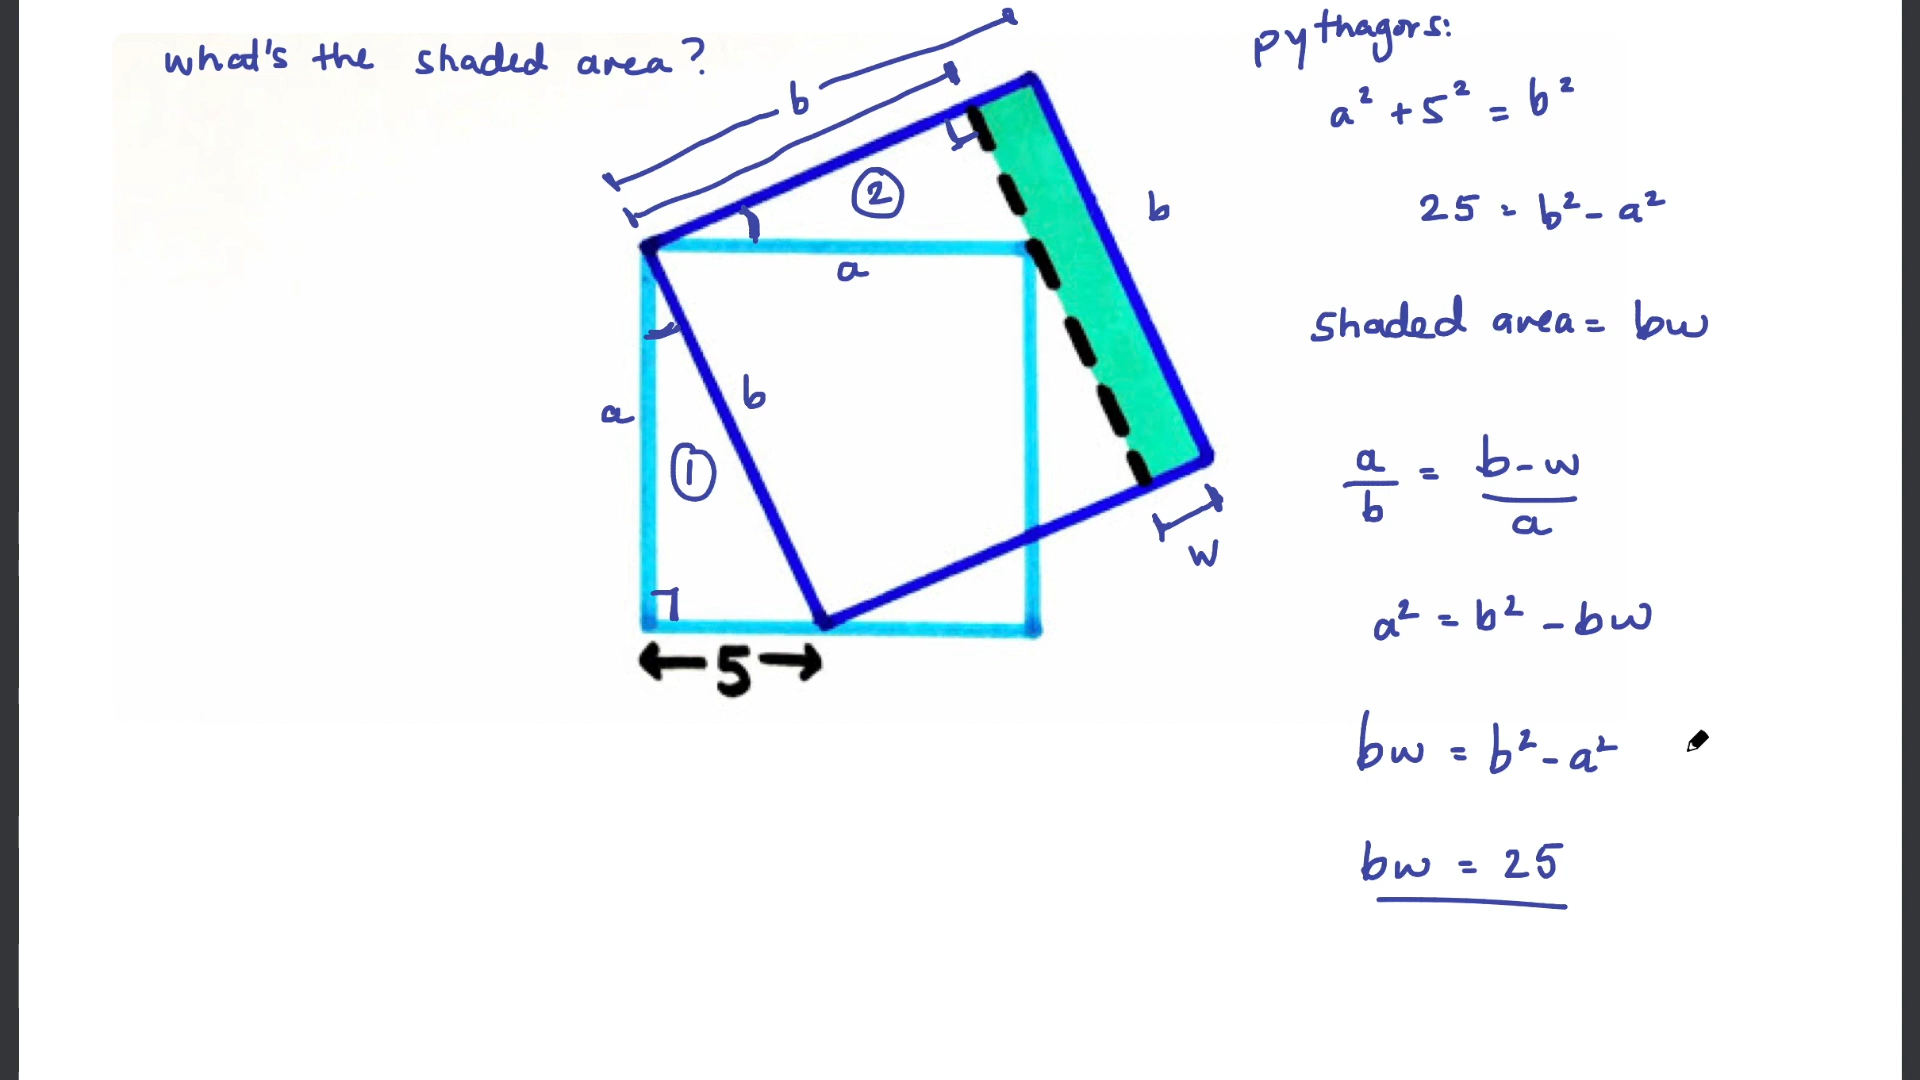 what's the shaded area?
b
②
a
a
b
①
b
w
5
pythagors:
a² + 5² = b²
25 = b² - a²
shaded area = bw
a/b = b-w/a
a² = b² - bw
bw = b² - a²
bw = 25